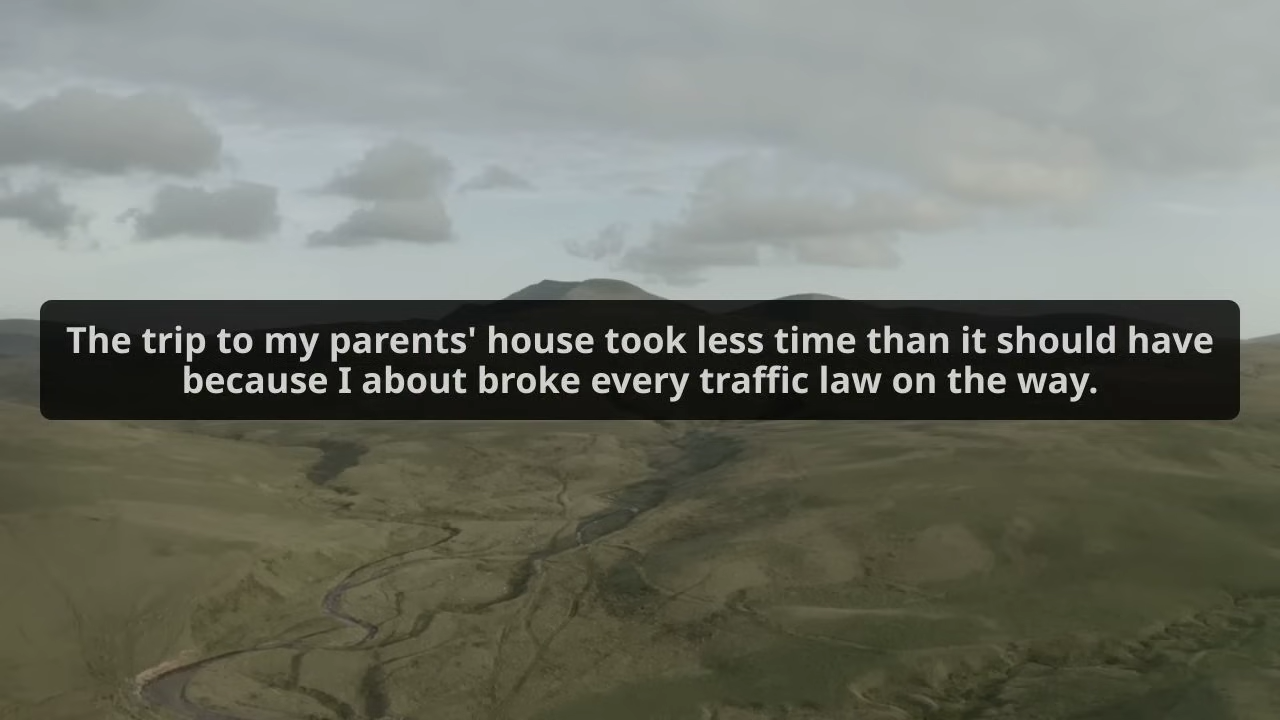 The trip to my parents' house took less time than it should have
because I about broke every traffic law on the way.